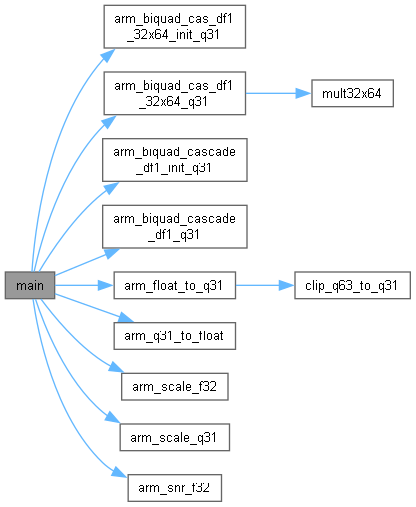 arm_biquad_cas_df1
_32x64_init_q31
arm_biquad_cas_df1
_32x64_q31
mult32x64
arm_biquad_cascade
_df1_init_q31
arm_biquad_cascade
_df1_q31
main
arm_float_to_q31
clip_q63_to_q31
arm_q31_to_float
arm_scale_f32
arm_scale_q31
arm_snr_f32